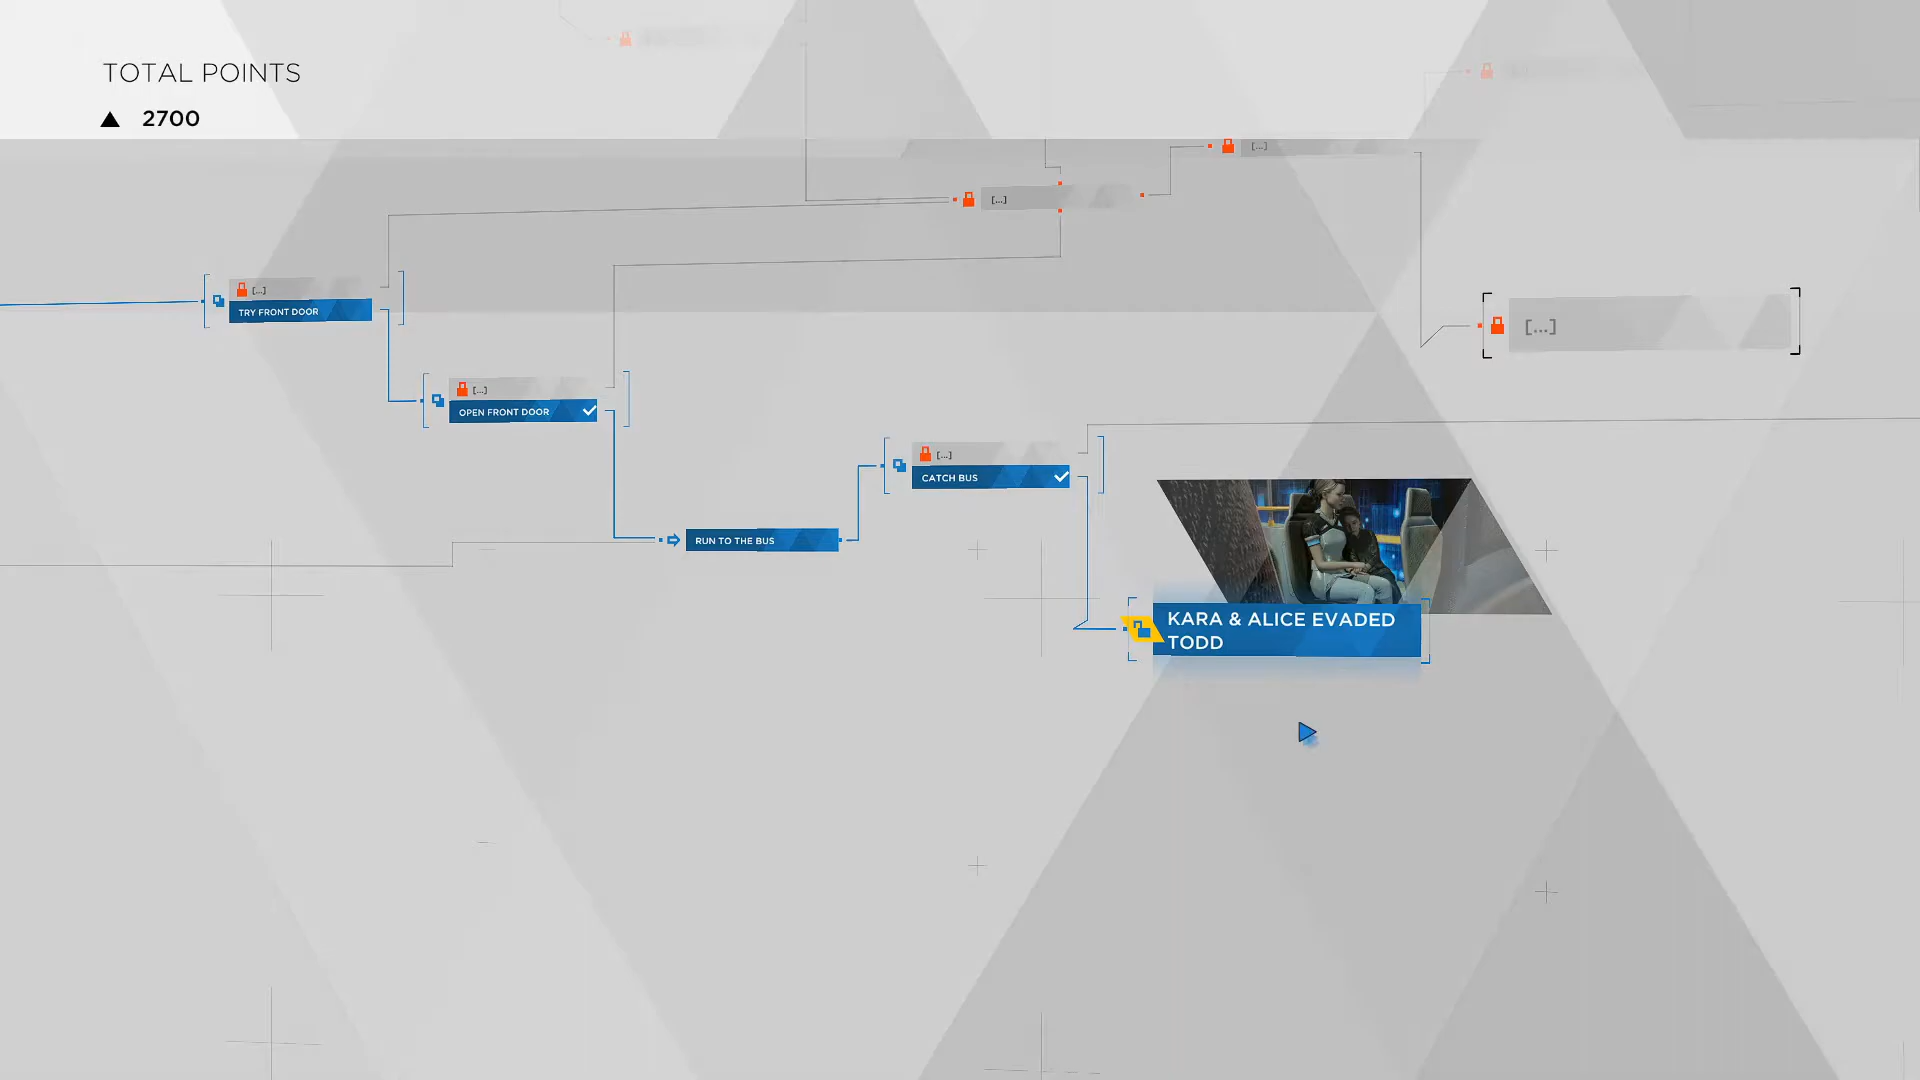 TOTAL POINTS
▲ 2700
[...]
[...]
[...]
TRY FRONT DOOR
[...]
[...]
OPEN FRONT DOOR
[...]
CATCH BUS
RUN TO THE BUS
KARA & ALICE EVADED
TODD